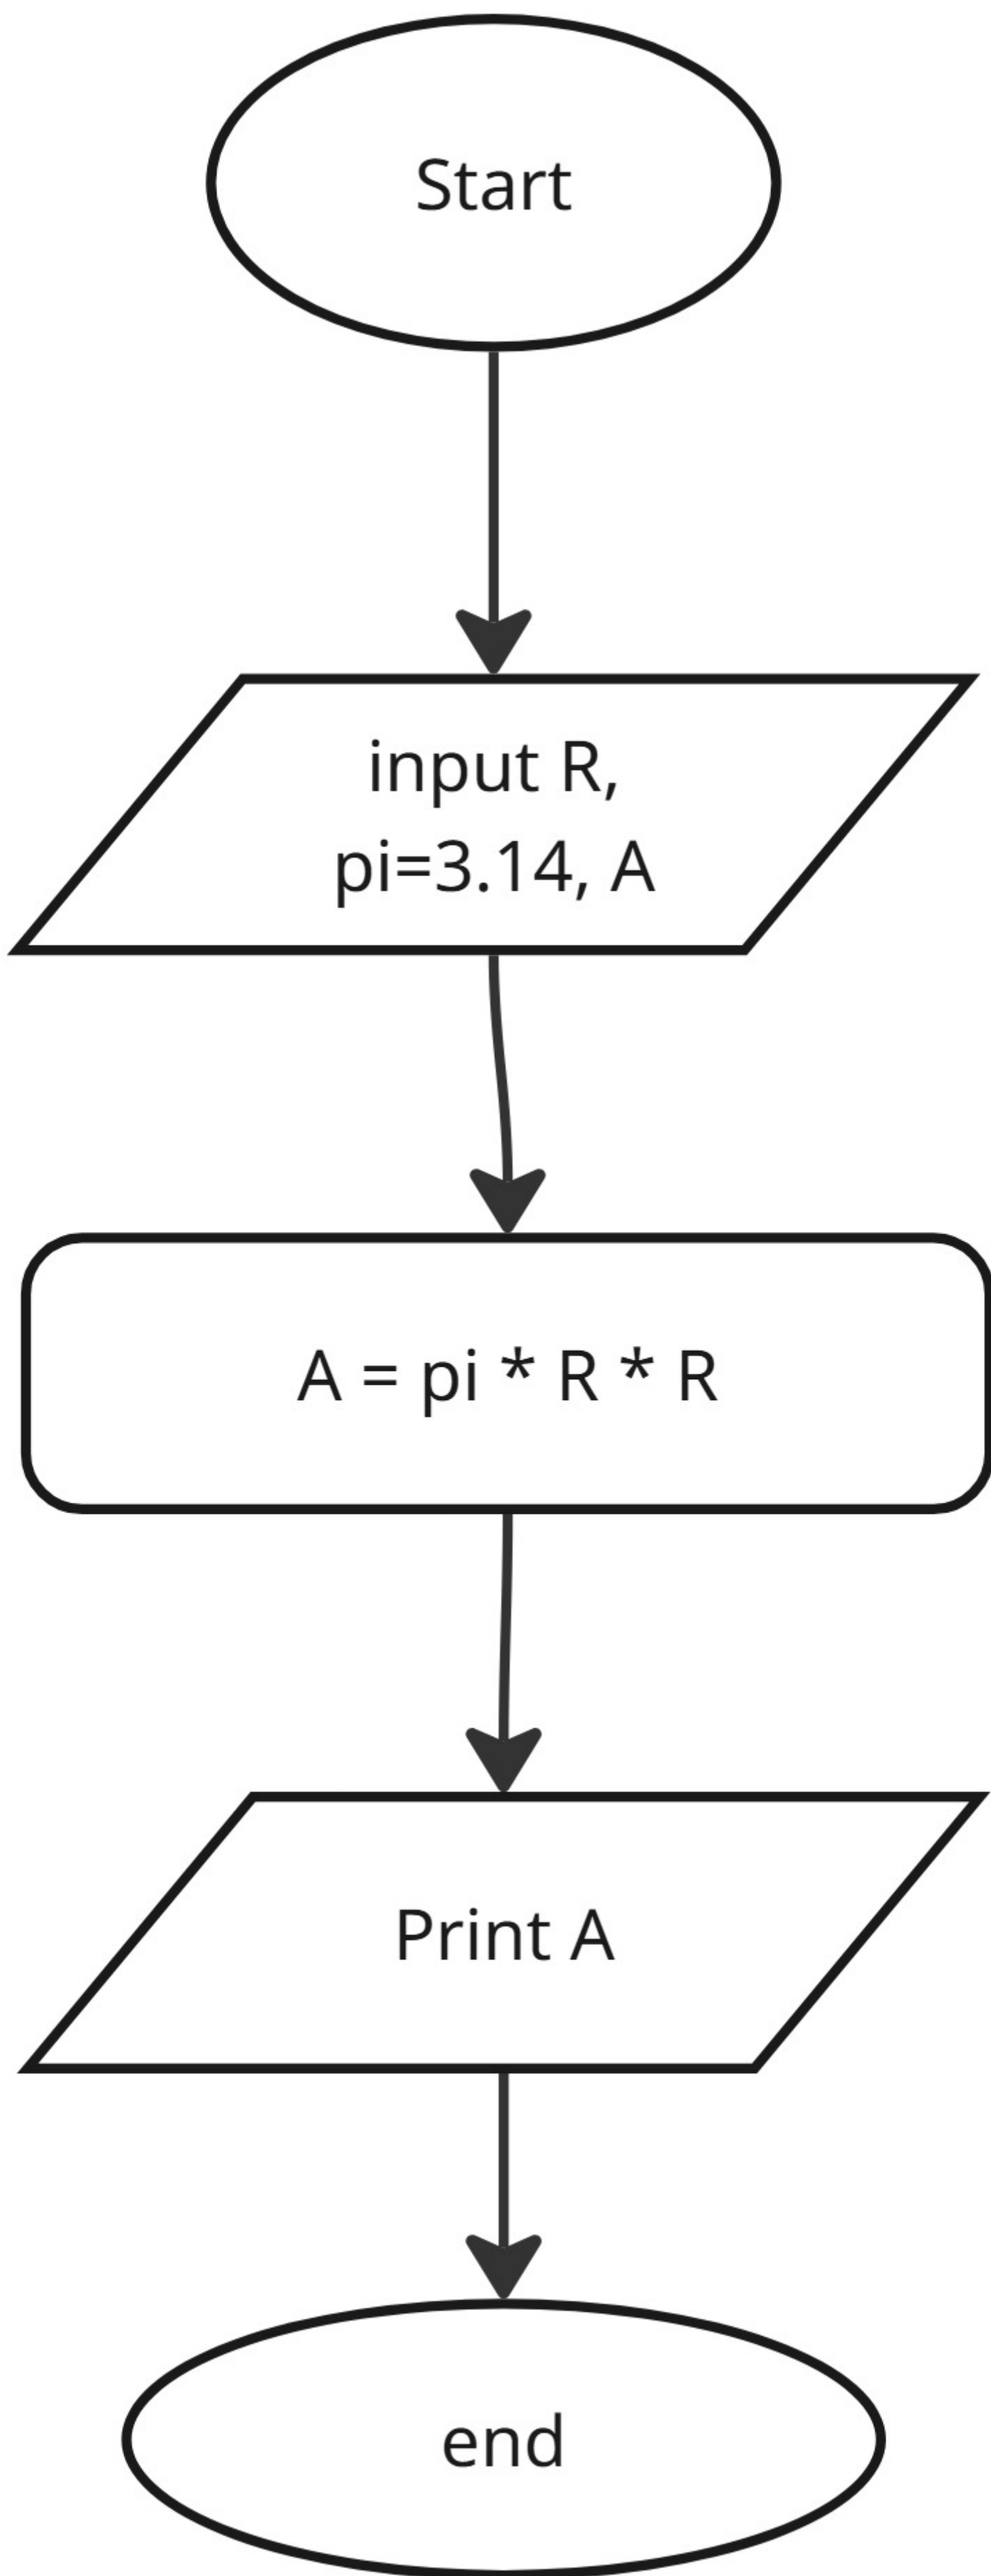 Start
input R,
pi=3.14, A
A = pi * R * R
Print A
end